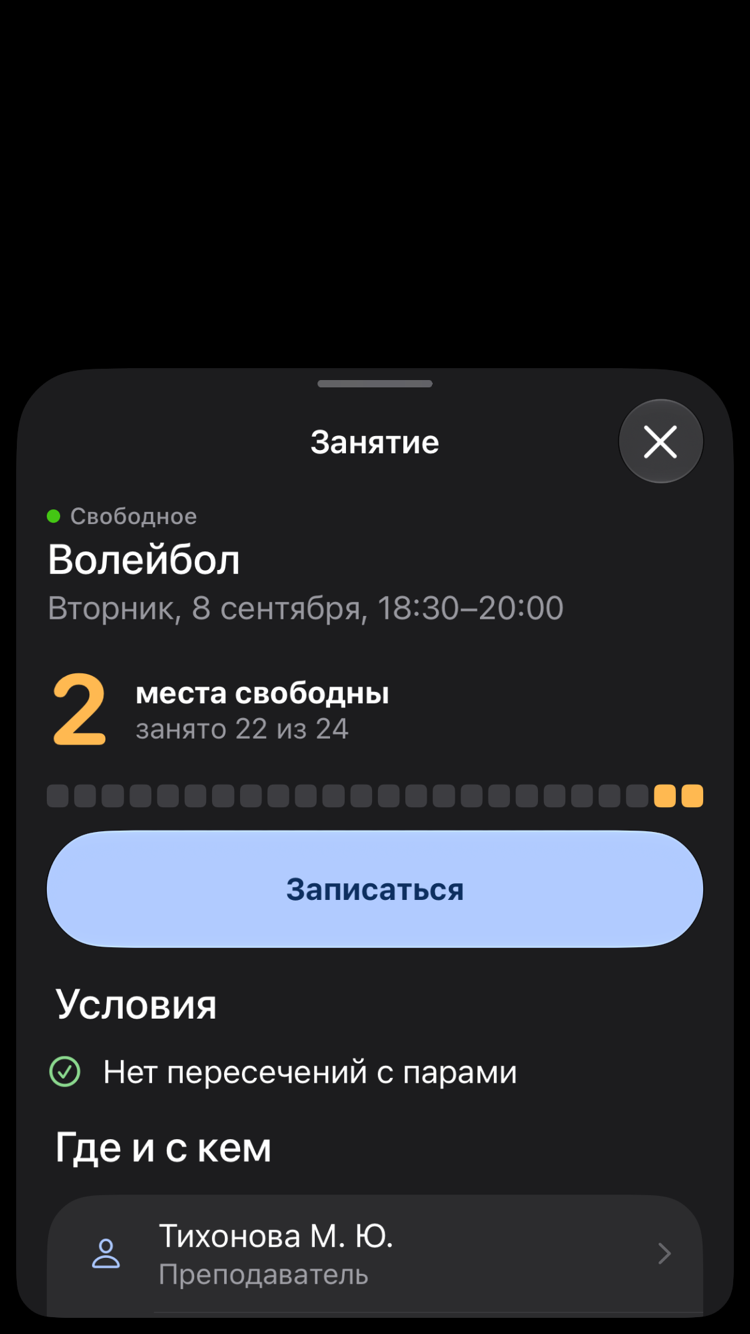 Занятие
Свободное
Волейбол
Вторник, 8 сентября, 18:30–20:00
2
места свободны
занято 22 из 24
Записаться
Условия
Нет пересечений с парами
Где и с кем
Тихонова М. Ю.
Преподаватель